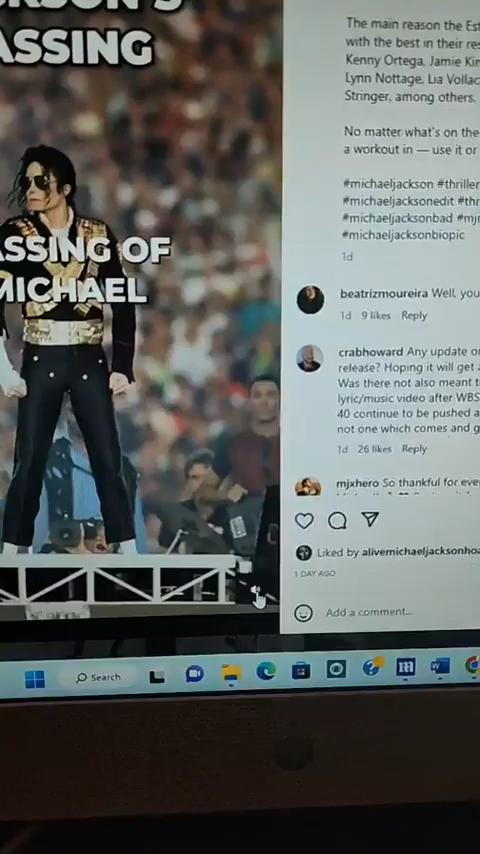 ASSING
ASSING OF
MICHAEL
The main reason the Est
with the best in their res
Kenny Ortega, Jamie Kin
Lynn Nottage, Lia Vollac
Stringer, among others.
No matter what's on the
a workout in — use it or
#michaeljackson #thriller
#michaeljacksonedit #thr
#michaeljacksonbad #mjr
#michaeljacksonbiopic
1d
beatrizmoureira Well, you
1d 9 likes Reply
crabhoward Any update o
release? Hoping it will get a
Was there not also meant t
lyric/music video after WBS
40 continue to be pushed a
not one which comes and g
1d 26 likes Reply
mjxhero So thankful for eve
Liked by alivemichaeljacksonhoa
1 DAY AGO
Add a comment...
Search